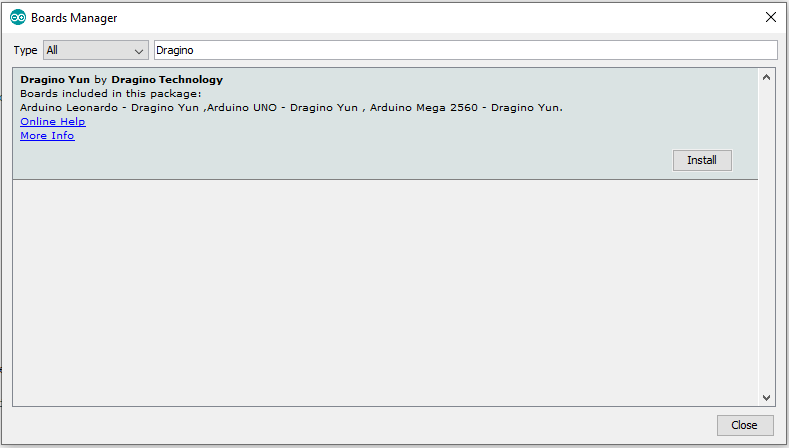 Boards Manager
Type All Dragino
Dragino Yun by Dragino Technology
Boards included in this package:
Arduino Leonardo - Dragino Yun ,Arduino UNO - Dragino Yun , Arduino Mega 2560 - Dragino Yun.
Online Help
More Info
Install
Close